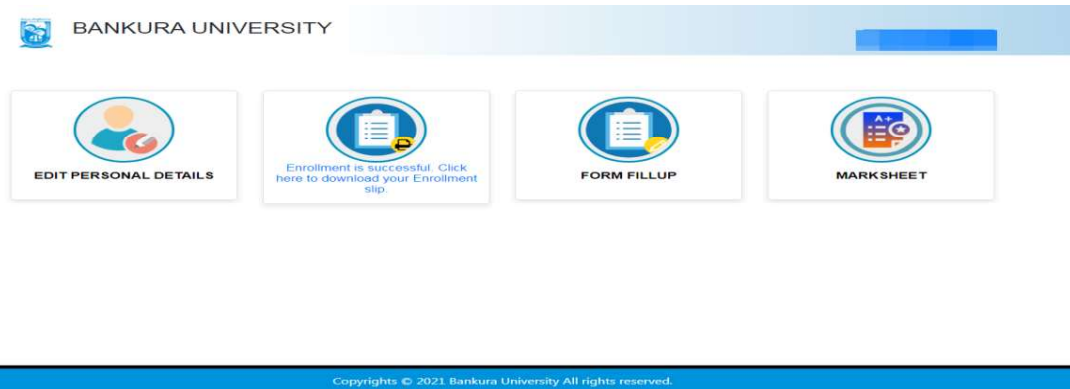 BANKURA UNIVERSITY
EDIT PERSONAL DETAILS
Enrollment is successful. Click
here to download your Enrollment
slip.
FORM FILLUP
A+
MARKSHEET
Copyrights © 2021 Bankura University All rights reserved.